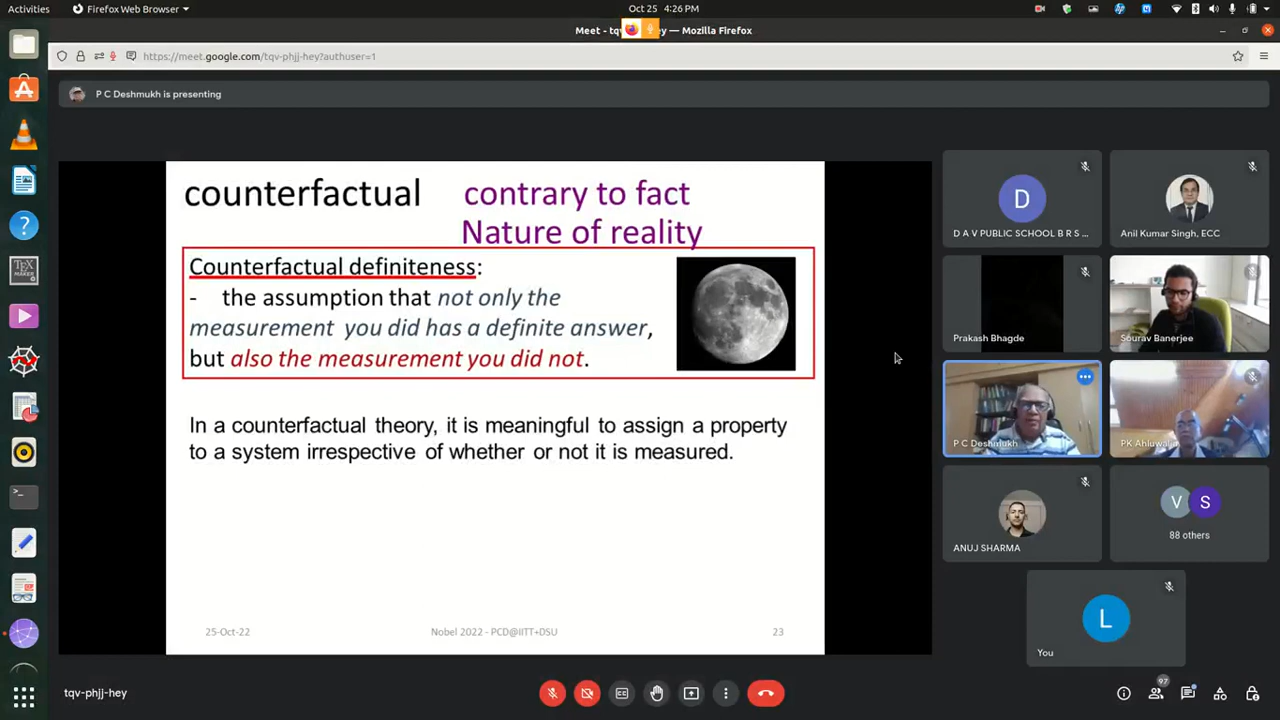 Activities
Firefox Web Browser
Oct 25 4:26 PM
Meet - tqv
ey — Mozilla Firefox
https://meet.google.com/tqv-phjj-hey?authuser=1
P C Deshmukh is presenting
counterfactual contrary to fact
Nature of reality
Counterfactual definiteness:
- the assumption that not only the
measurement you did has a definite answer,
but also the measurement you did not.
In a counterfactual theory, it is meaningful to assign a property
to a system irrespective of whether or not it is measured.
25-Oct-22
Nobel 2022 - PCD@IITT+DSU
23
D
D A V PUBLIC SCHOOL B R S ...
Anil Kumar Singh, ECC
Prakash Bhagde
Sourav Banerjee
P C Deshmukh
PK Ahluwalia
ANUJ SHARMA
V S
88 others
L
You
tqv-phjj-hey
97